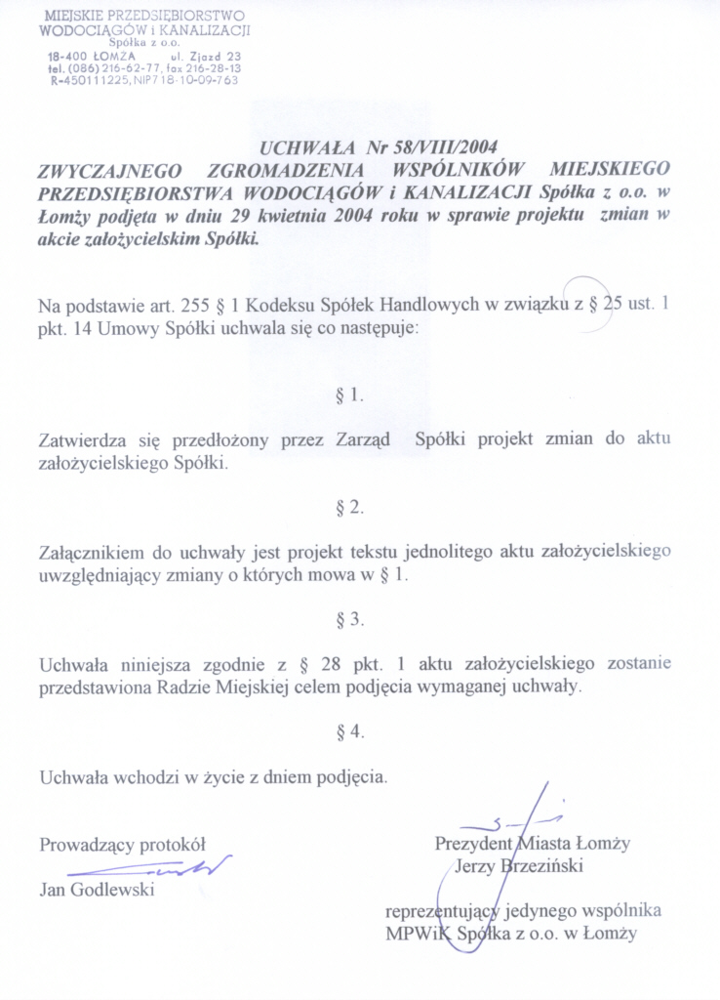 MIEJSKIE PRZEDSIĘBIORSTWO
WODOCIĄGÓW i KANALIZACJI
Spółka z o.o.
18-400 ŁOMŻA ul. Zjazd 23
tel. (086) 216-62-77, fax 216-28-13
R-450111225, NIP 718-10-09-763
UCHWAŁA Nr 58/VIII/2004
ZWYCZAJNEGO ZGROMADZENIA WSPÓLNIKÓW MIEJSKIEGO
PRZEDSIĘBIORSTWA WODOCIĄGÓW i KANALIZACJI Spółka z o.o. w
Łomży podjęta w dniu 29 kwietnia 2004 roku w sprawie projektu zmian w
akcie założycielskim Spółki.
Na podstawie art. 255 § 1 Kodeksu Spółek Handlowych w związku z § 25 ust. 1
pkt. 14 Umowy Spółki uchwala się co następuje:
§ 1.
Zatwierdza się przedłożony przez Zarząd Spółki projekt zmian do aktu
założycielskiego Spółki.
§ 2.
Załącznikiem do uchwały jest projekt tekstu jednolitego aktu założycielskiego
uwzględniający zmiany o których mowa w § 1.
§ 3.
Uchwała niniejsza zgodnie z § 28 pkt. 1 aktu założycielskiego zostanie
przedstawiona Radzie Miejskiej celem podjęcia wymaganej uchwały.
§ 4.
Uchwała wchodzi w życie z dniem podjęcia.
Prowadzący protokół
Jan Godlewski
Prezydent Miasta Łomży
Jerzy Brzeziński
reprezentujący jedynego wspólnika
MPWiK Spółka z o.o. w Łomży